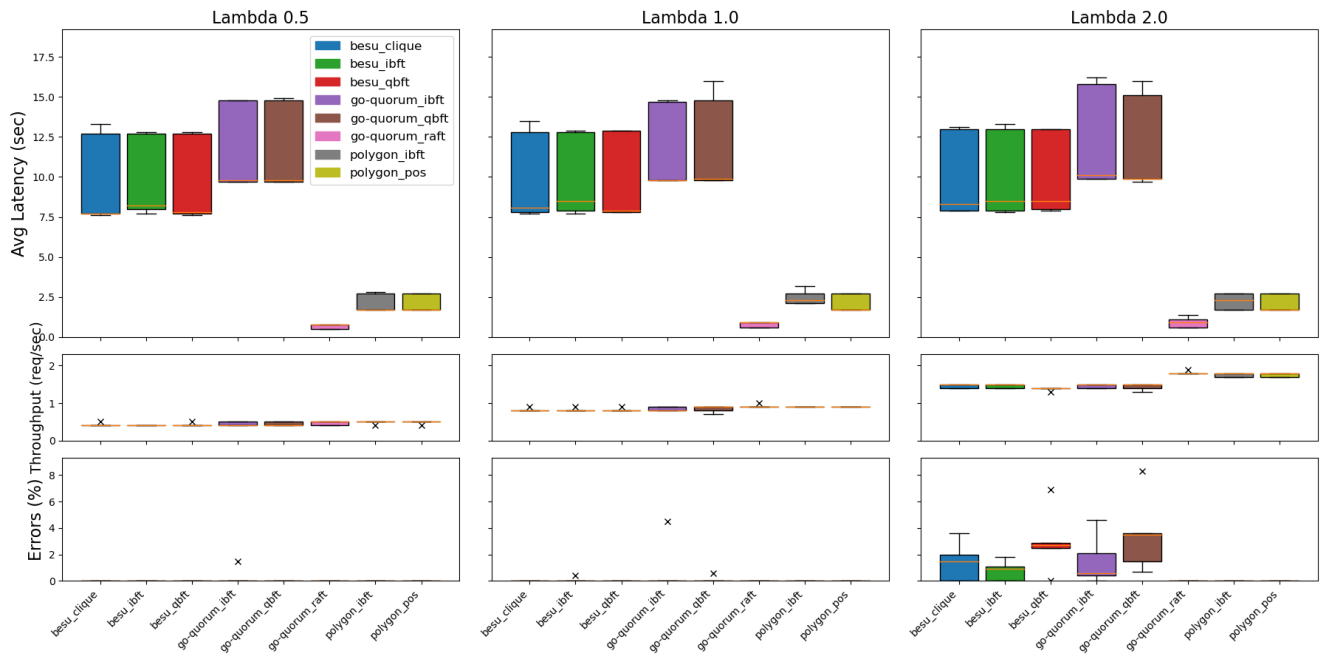 Lambda 0.5
Lambda 1.0
Lambda 2.0
Avg Latency (sec)
17.5
15.0
12.5
10.0
7.5
5.0
2.5
0.0
besu_clique
besu_ibft
besu_qbft
go-quorum_ibft
go-quorum_qbft
go-quorum_raft
polygon_ibft
polygon_pos
Throughput (req/sec)
2
1
0
Errors (%)
8
6
4
2
0
besu_clique
besu_ibft
besu_qbft
go-quorum_ibft
go-quorum_qbft
go-quorum_raft
polygon_ibft
polygon_pos
besu_clique
besu_ibft
besu_qbft
go-quorum_ibft
go-quorum_qbft
go-quorum_raft
polygon_ibft
polygon_pos
besu_clique
besu_ibft
besu_qbft
go-quorum_ibft
go-quorum_qbft
go-quorum_raft
polygon_ibft
polygon_pos